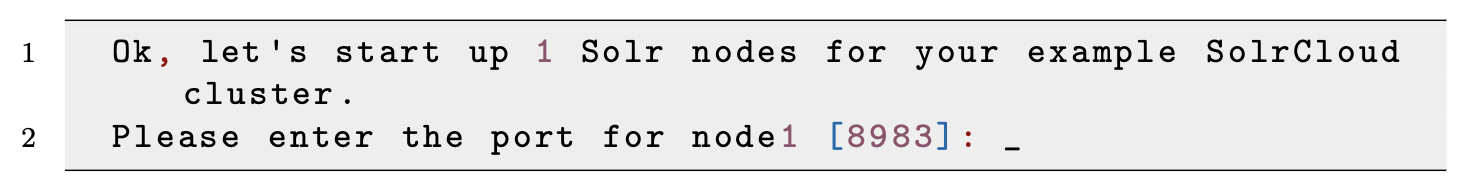 1 Ok, let's start up 1 Solr nodes for your example SolrCloud
cluster.
2 Please enter the port for node1 [8983]: _